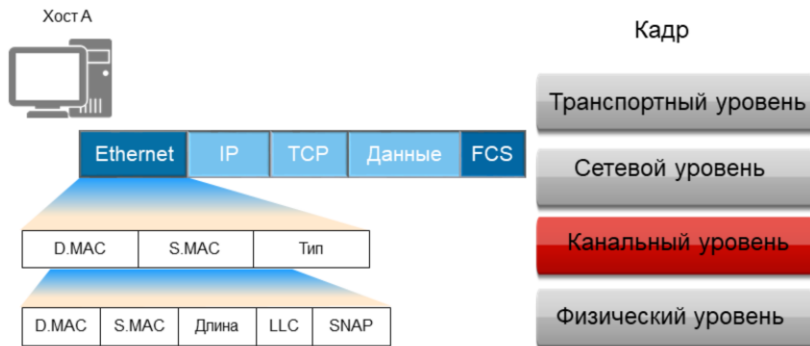 Хост А
Кадр
Транспортный уровень
Ethernet IP TCP Данные FCS
Сетевой уровень
D.MAC S.MAC Тип
Канальный уровень
D.MAC S.MAC Длина LLC SNAP
Физический уровень